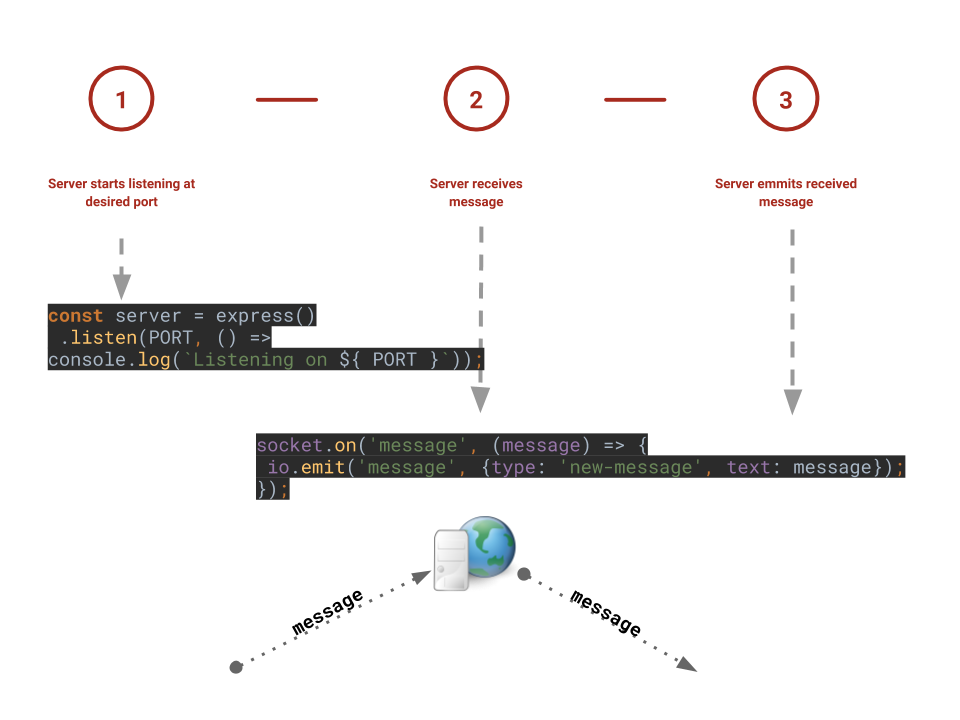 1
2
3
Server starts listening at
desired port
Server receives
message
Server emmits received
message
const server = express()
.listen(PORT, () =>
console.log(`Listening on ${ PORT }`));
socket.on('message', (message) => {
io.emit('message', {type: 'new-message', text: message});
});
message
message